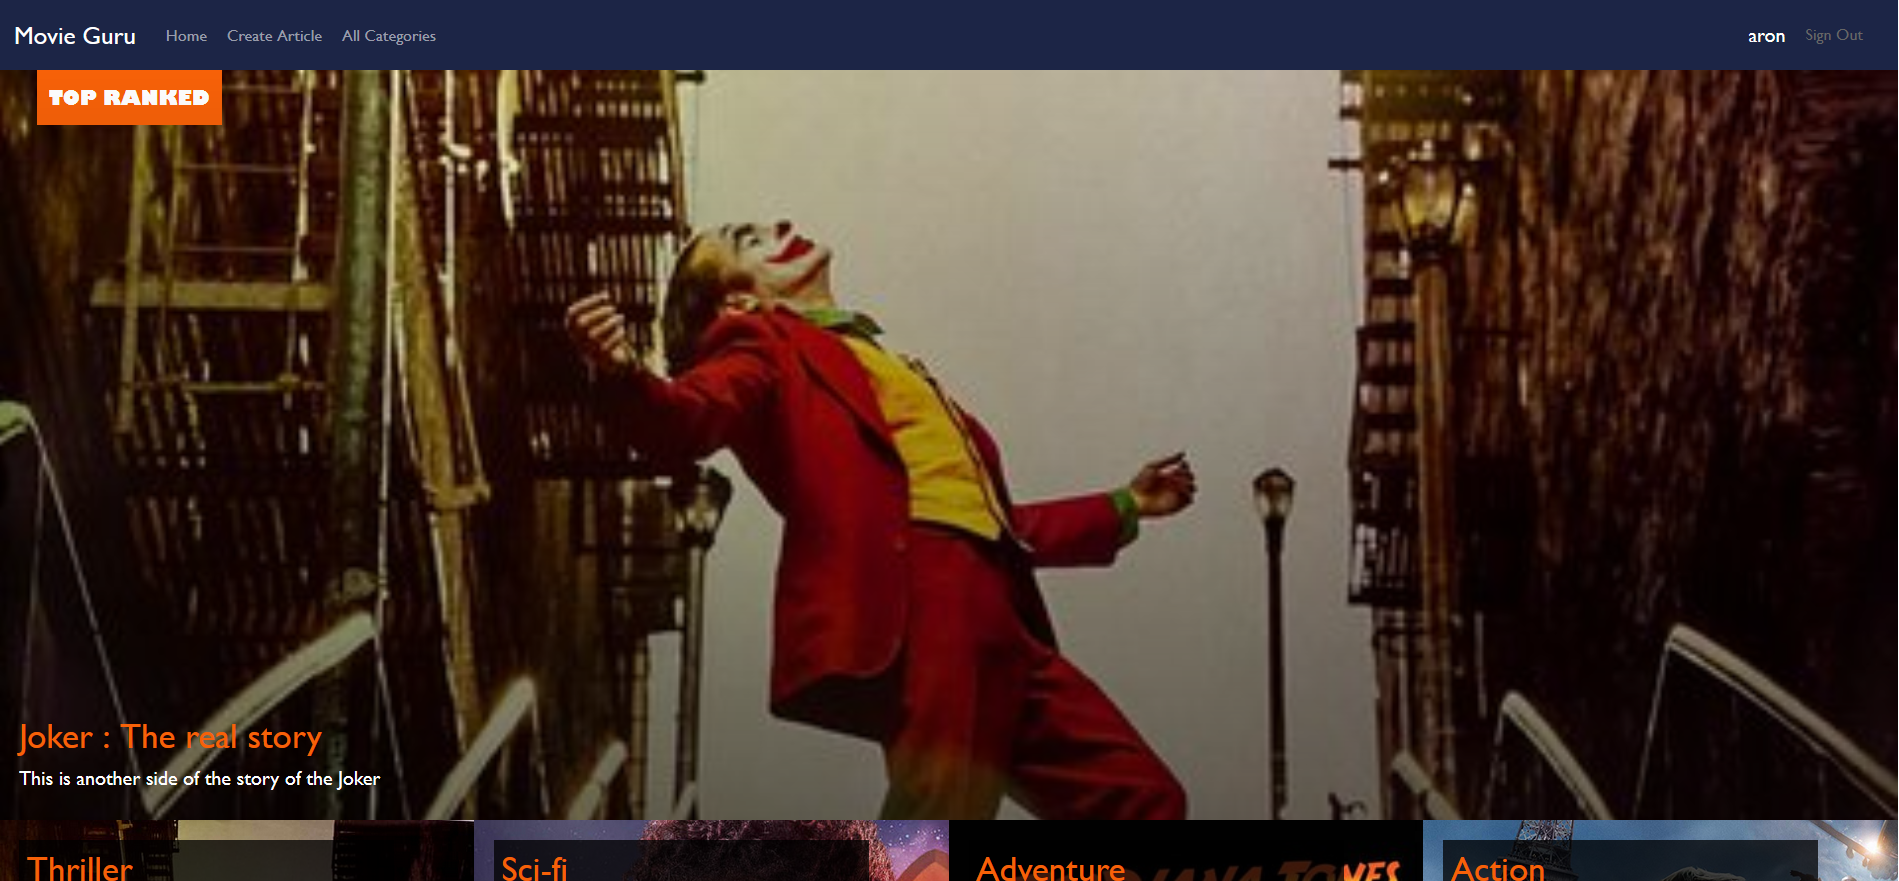 Movie Guru Home Create Article All Categories aron Sign Out
TOP RANKED
Joker : The real story
This is another side of the story of the Joker
Thriller Sci-fi Adventure Action